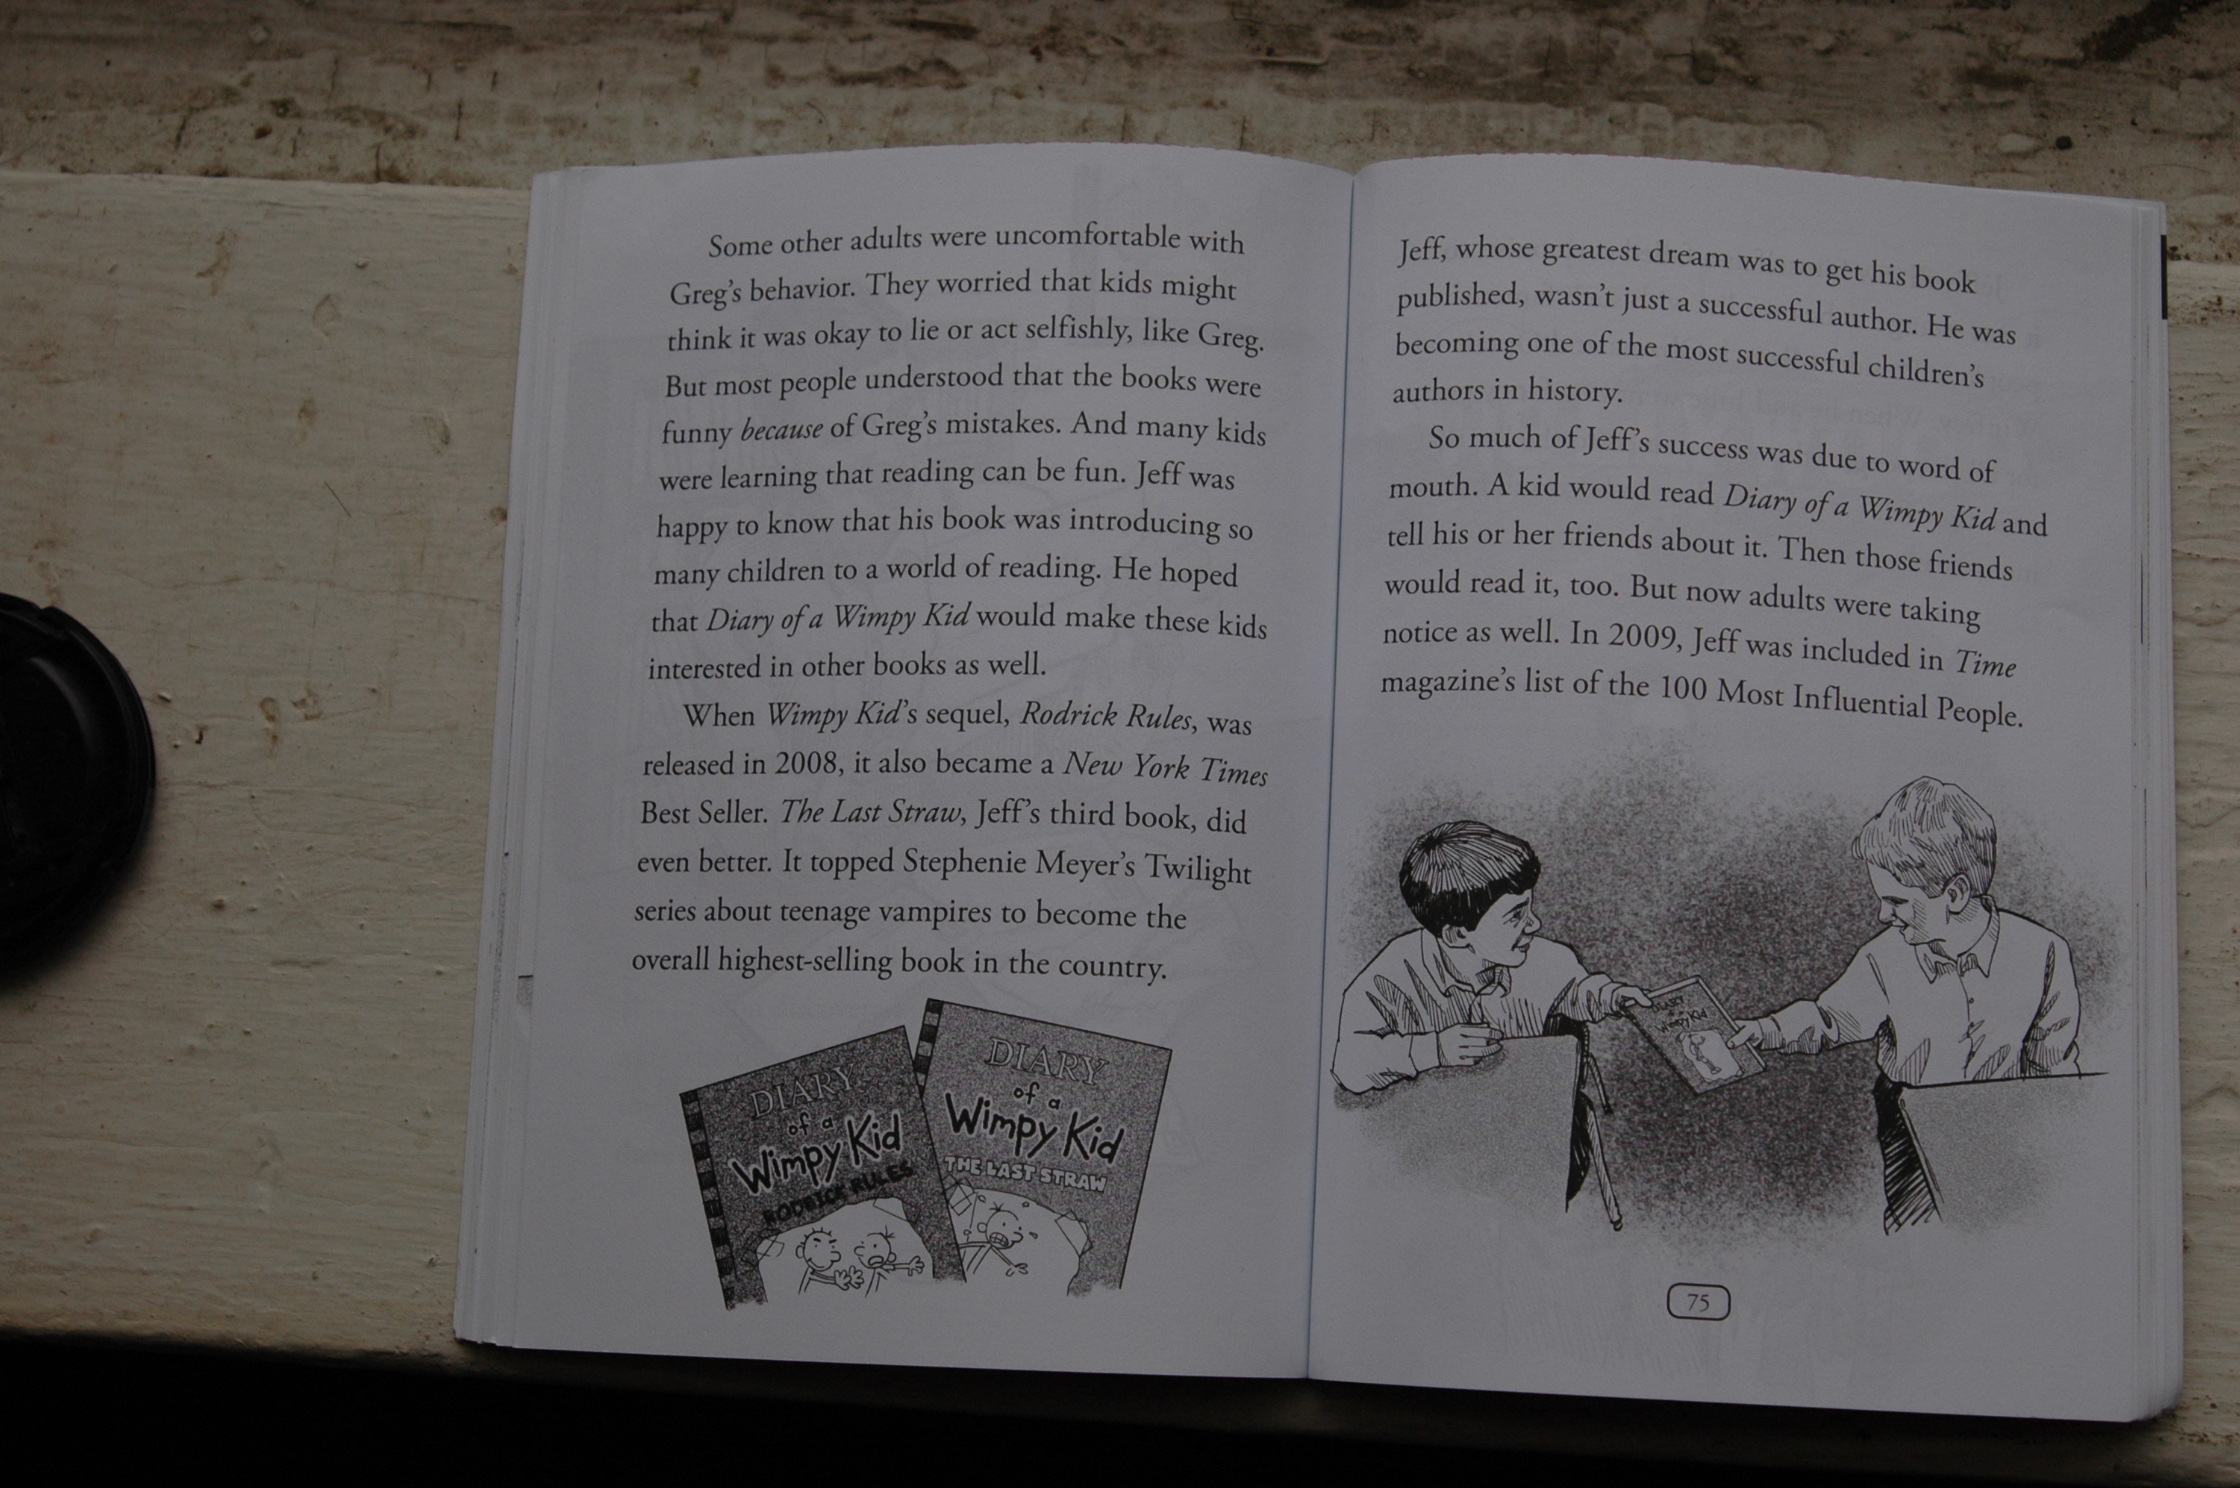 Some other adults were uncomfortable with
Greg’s behavior. They worried that kids might
think it was okay to lie or act selfishly, like Greg.
But most people understood that the books were
funny because of Greg’s mistakes. And many kids
were learning that reading can be fun. Jeff was
happy to know that his book was introducing so
many children to a world of reading. He hoped
that Diary of a Wimpy Kid would make these kids
interested in other books as well.
When Wimpy Kid’s sequel, Rodrick Rules, was
released in 2008, it also became a New York Times
Best Seller. The Last Straw, Jeff’s third book, did
even better. It topped Stephenie Meyer’s Twilight
series about teenage vampires to become the
overall highest-selling book in the country.
DIARY
of a
Wimpy Kid
RODRICK RULES
DIARY
of a
Wimpy Kid
THE LAST STRAW
Jeff, whose greatest dream was to get his book
published, wasn’t just a successful author. He was
becoming one of the most successful children’s
authors in history.
So much of Jeff’s success was due to word of
mouth. A kid would read Diary of a Wimpy Kid and
tell his or her friends about it. Then those friends
would read it, too. But now adults were taking
notice as well. In 2009, Jeff was included in Time
magazine’s list of the 100 Most Influential People.
DIARY
of a
Wimpy Kid
75